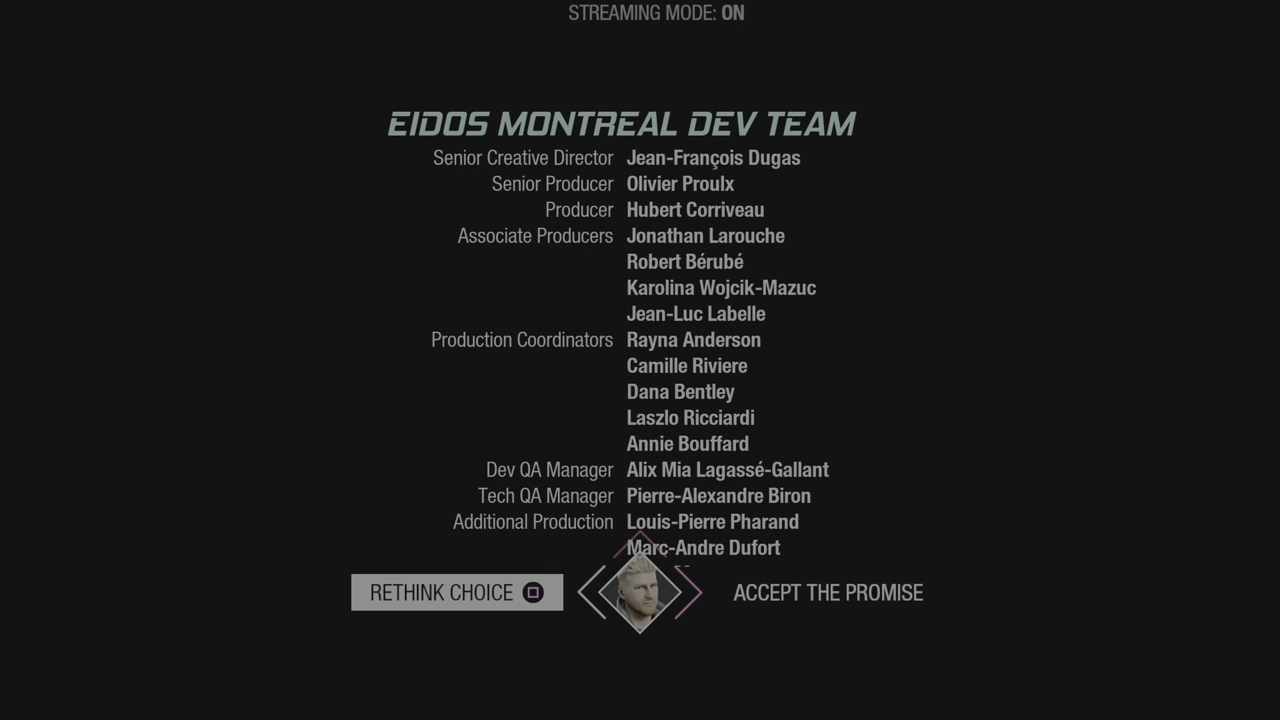 STREAMING MODE: ON
EIDOS MONTREAL DEV TEAM
Senior Creative Director Jean-François Dugas
Senior Producer Olivier Proulx
Producer Hubert Corriveau
Associate Producers Jonathan Larouche
Robert Bérubé
Karolina Wojcik-Mazuc
Jean-Luc Labelle
Production Coordinators Rayna Anderson
Camille Riviere
Dana Bentley
Laszlo Ricciardi
Annie Bouffard
Dev QA Manager Alix Mia Lagassé-Gallant
Tech QA Manager Pierre-Alexandre Biron
Additional Production Louis-Pierre Pharand
Marc-Andre Dufort
RETHINK CHOICE ACCEPT THE PROMISE